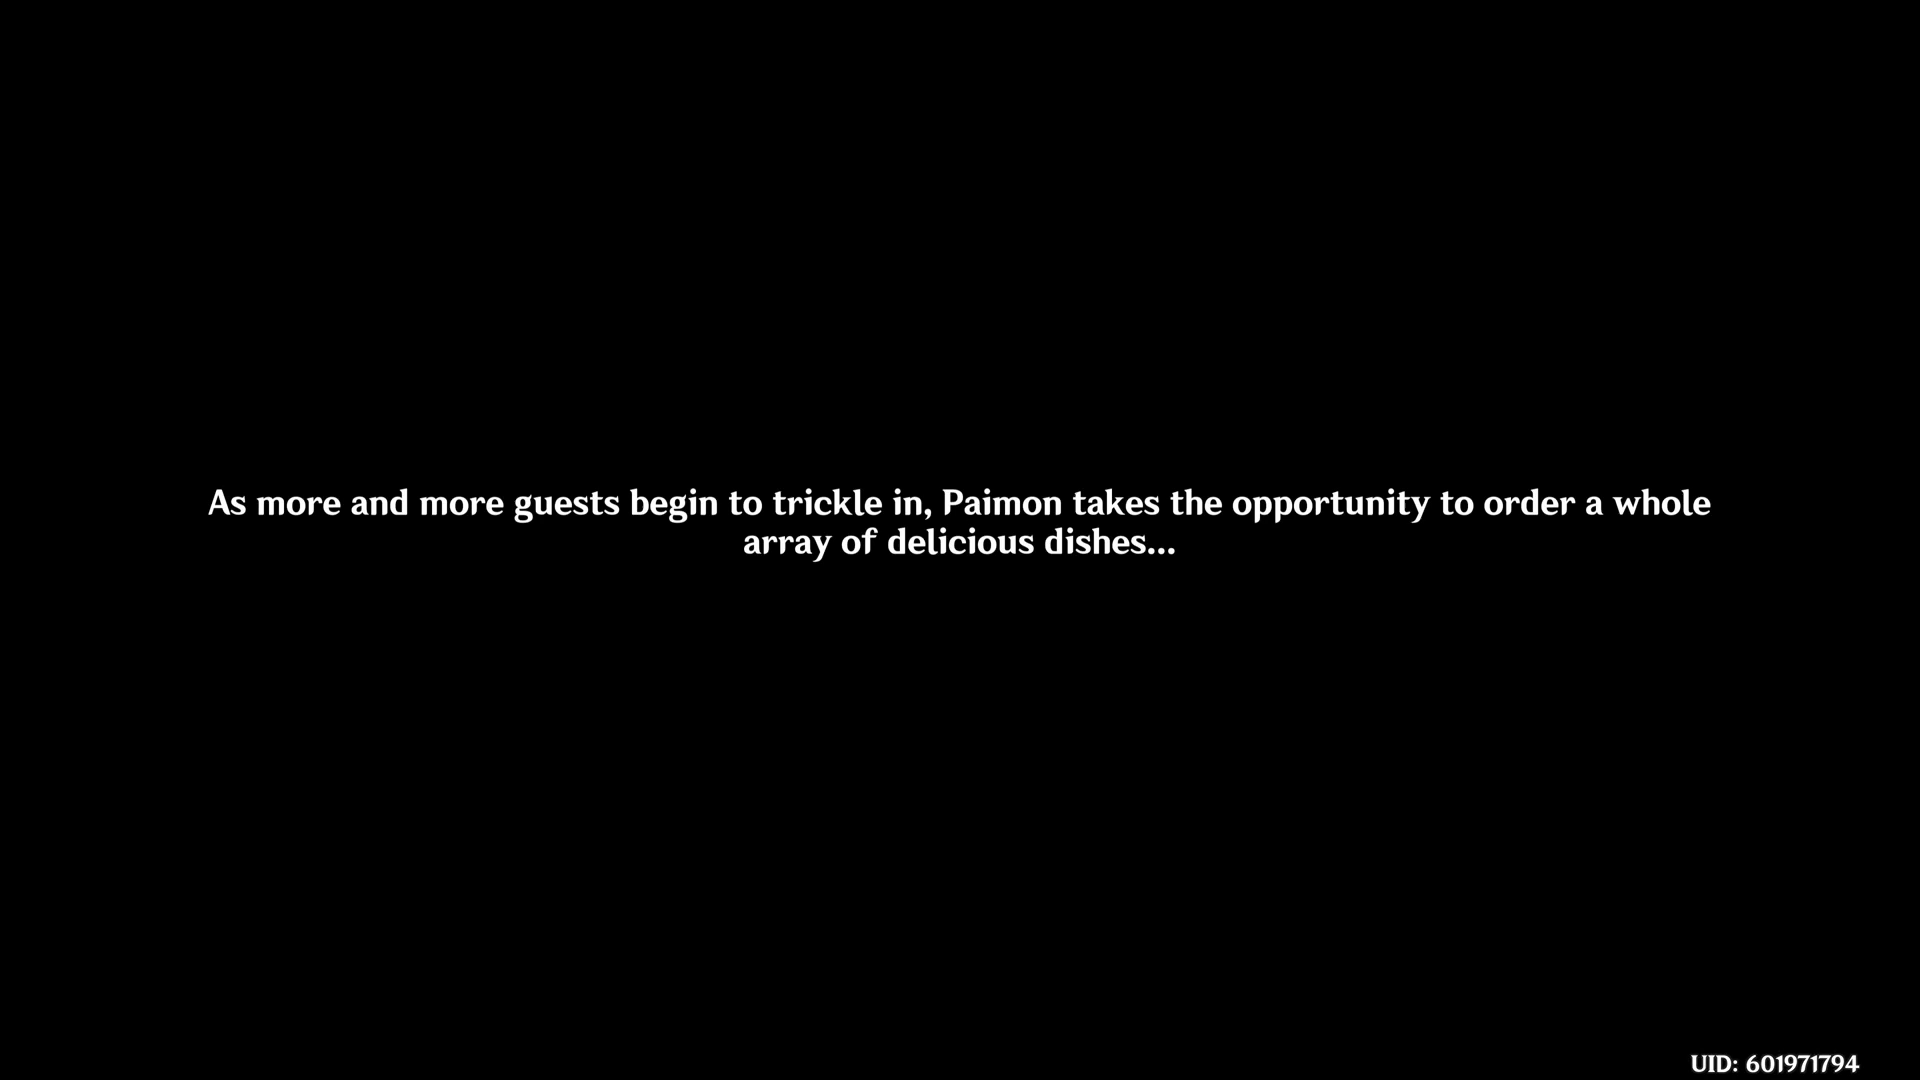 As more and more guests begin to trickle in, Paimon takes the opportunity to order a whole
array of delicious dishes...
UID: 601971794